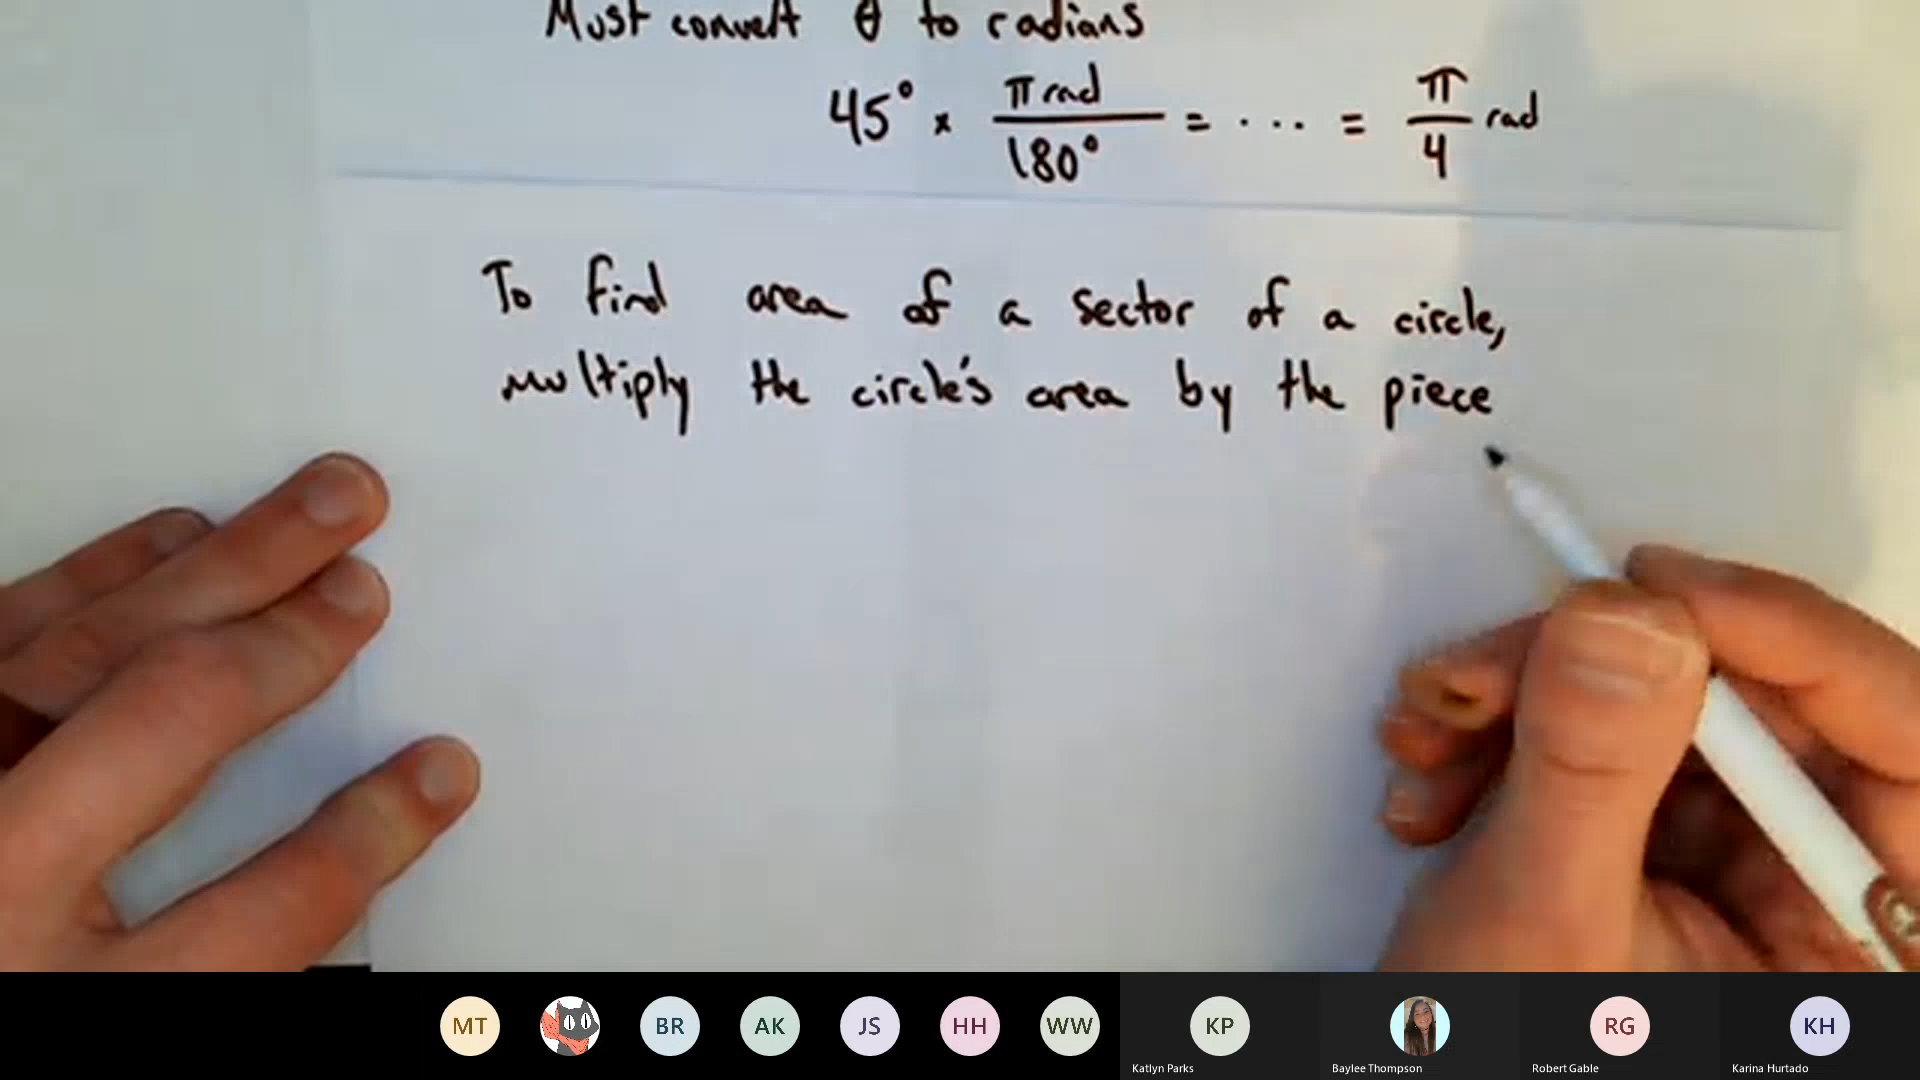 Must convert θ to radians
45° × π rad / 180° = . . . = π / 4 rad
To find area of a sector of a circle,
multiply the circle's area by the piece
MT
BR
AK
JS
HH
WW
KP
RG
KH
Katlyn Parks
Baylee Thompson
Robert Gable
Karina Hurtado